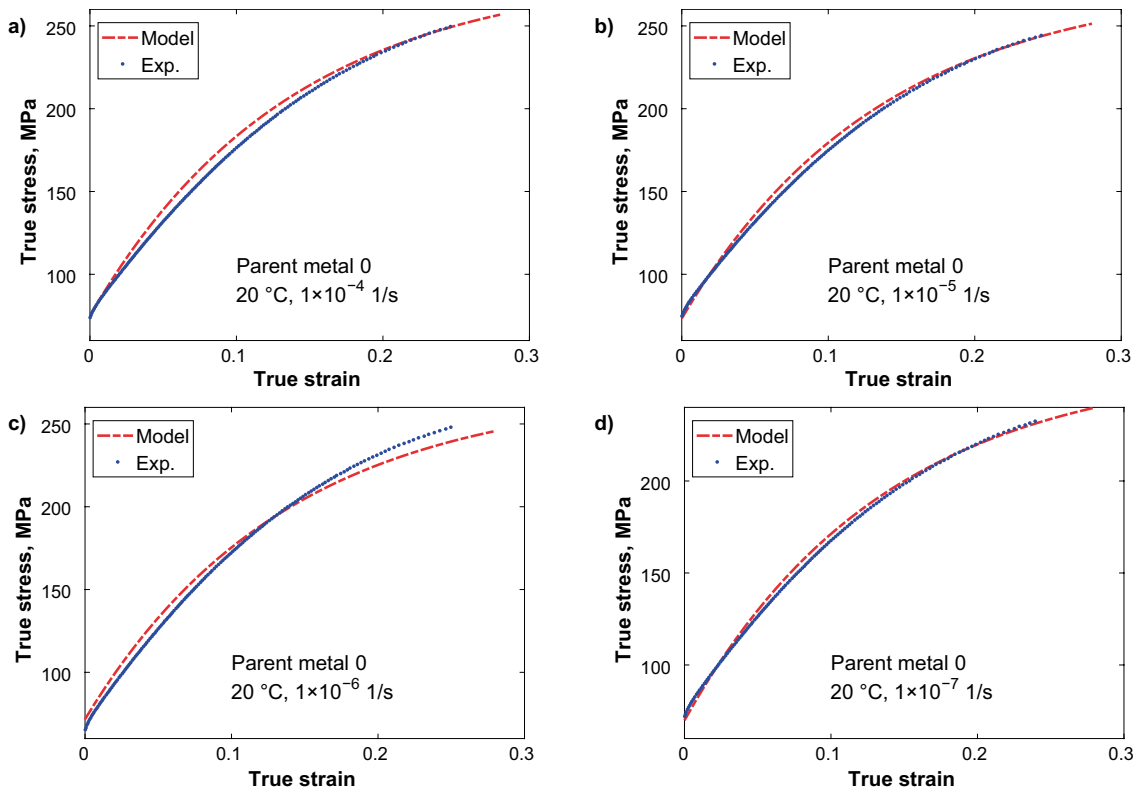 a)
Model
Exp.
True stress, MPa
250
200
150
100
Parent metal 0
20 °C, 1×10⁻⁴ 1/s
0
0.1
0.2
0.3
True strain
b)
Model
Exp.
True stress, MPa
250
200
150
100
Parent metal 0
20 °C, 1×10⁻⁵ 1/s
0
0.1
0.2
0.3
True strain
c)
Model
Exp.
True stress, MPa
250
200
150
100
Parent metal 0
20 °C, 1×10⁻⁶ 1/s
0
0.1
0.2
0.3
True strain
d)
Model
Exp.
True stress, MPa
200
150
100
Parent metal 0
20 °C, 1×10⁻⁷ 1/s
0
0.1
0.2
0.3
True strain